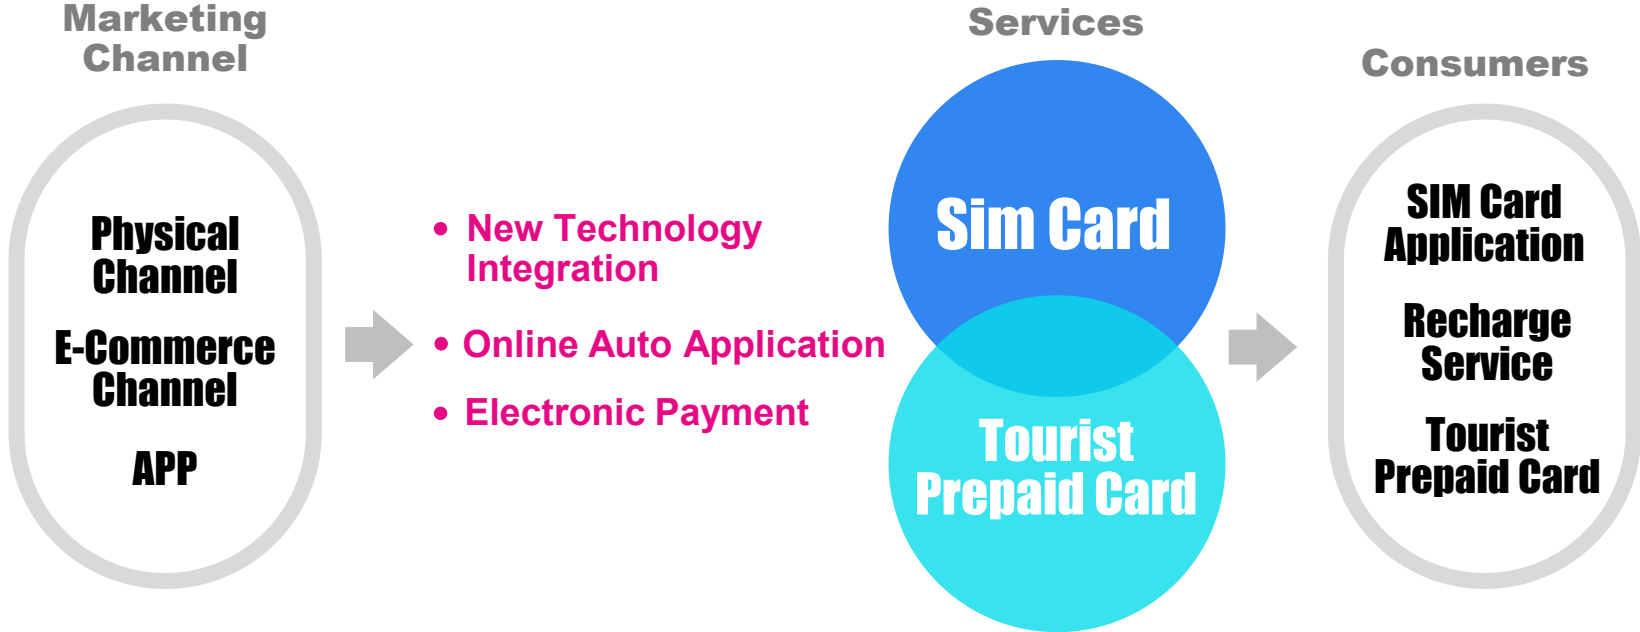 Marketing
Channel
Physical
Channel
E-Commerce
Channel
APP
• New Technology
Integration
• Online Auto Application
• Electronic Payment
Services
Sim Card
Tourist
Prepaid Card
Consumers
SIM Card
Application
Recharge
Service
Tourist
Prepaid Card